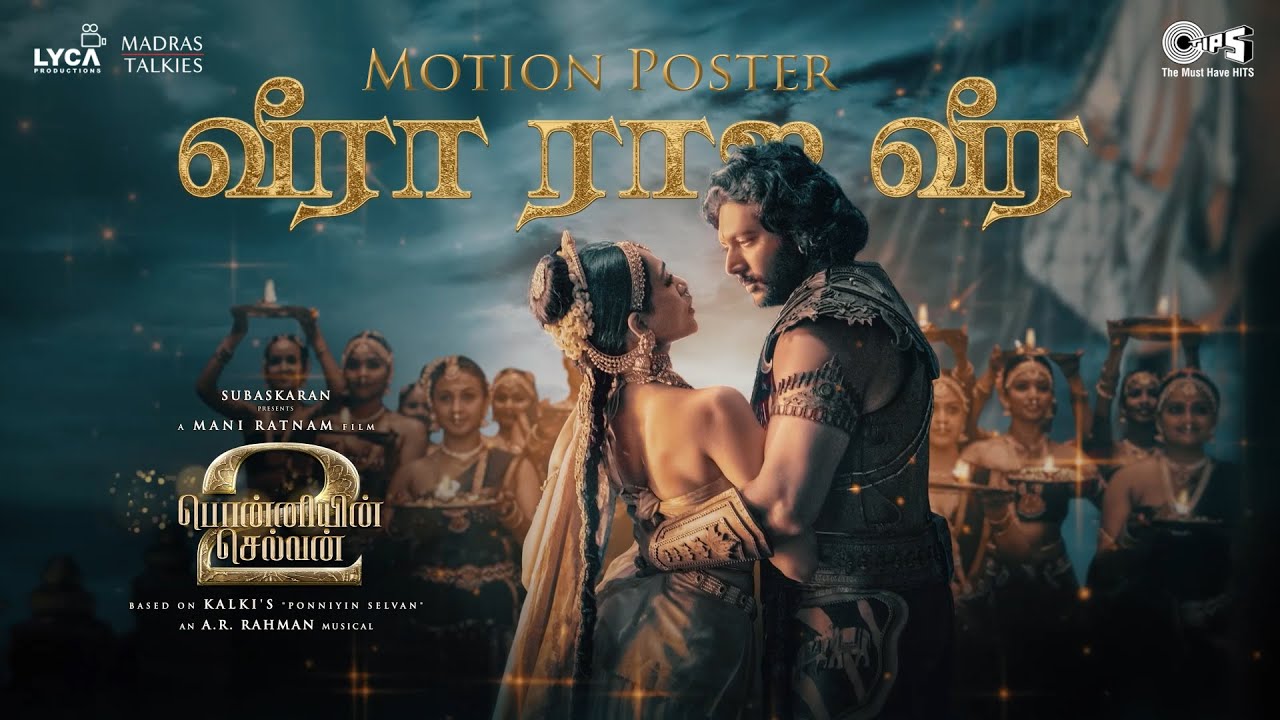 LYCA
PRODUCTIONS
MADRAS
TALKIES
MOTION POSTER
TIPS
The Must Have HITS
வீரா ராஜ வீர
SUBASKARAN
PRESENTS
A MANI RATNAM FILM
2
பொன்னியின்
செல்வன்
BASED ON KALKI'S "PONNIYIN SELVAN"
AN A.R. RAHMAN MUSICAL